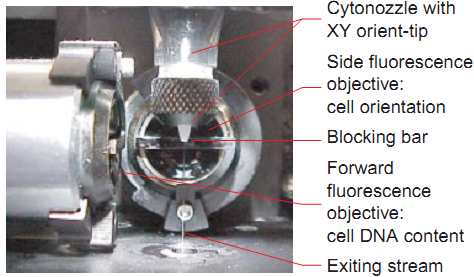 Cytonozzle with
XY orient-tip
Side fluorescence
objective:
cell orientation
Blocking bar
Forward
fluorescence
objective:
cell DNA content
Exiting stream